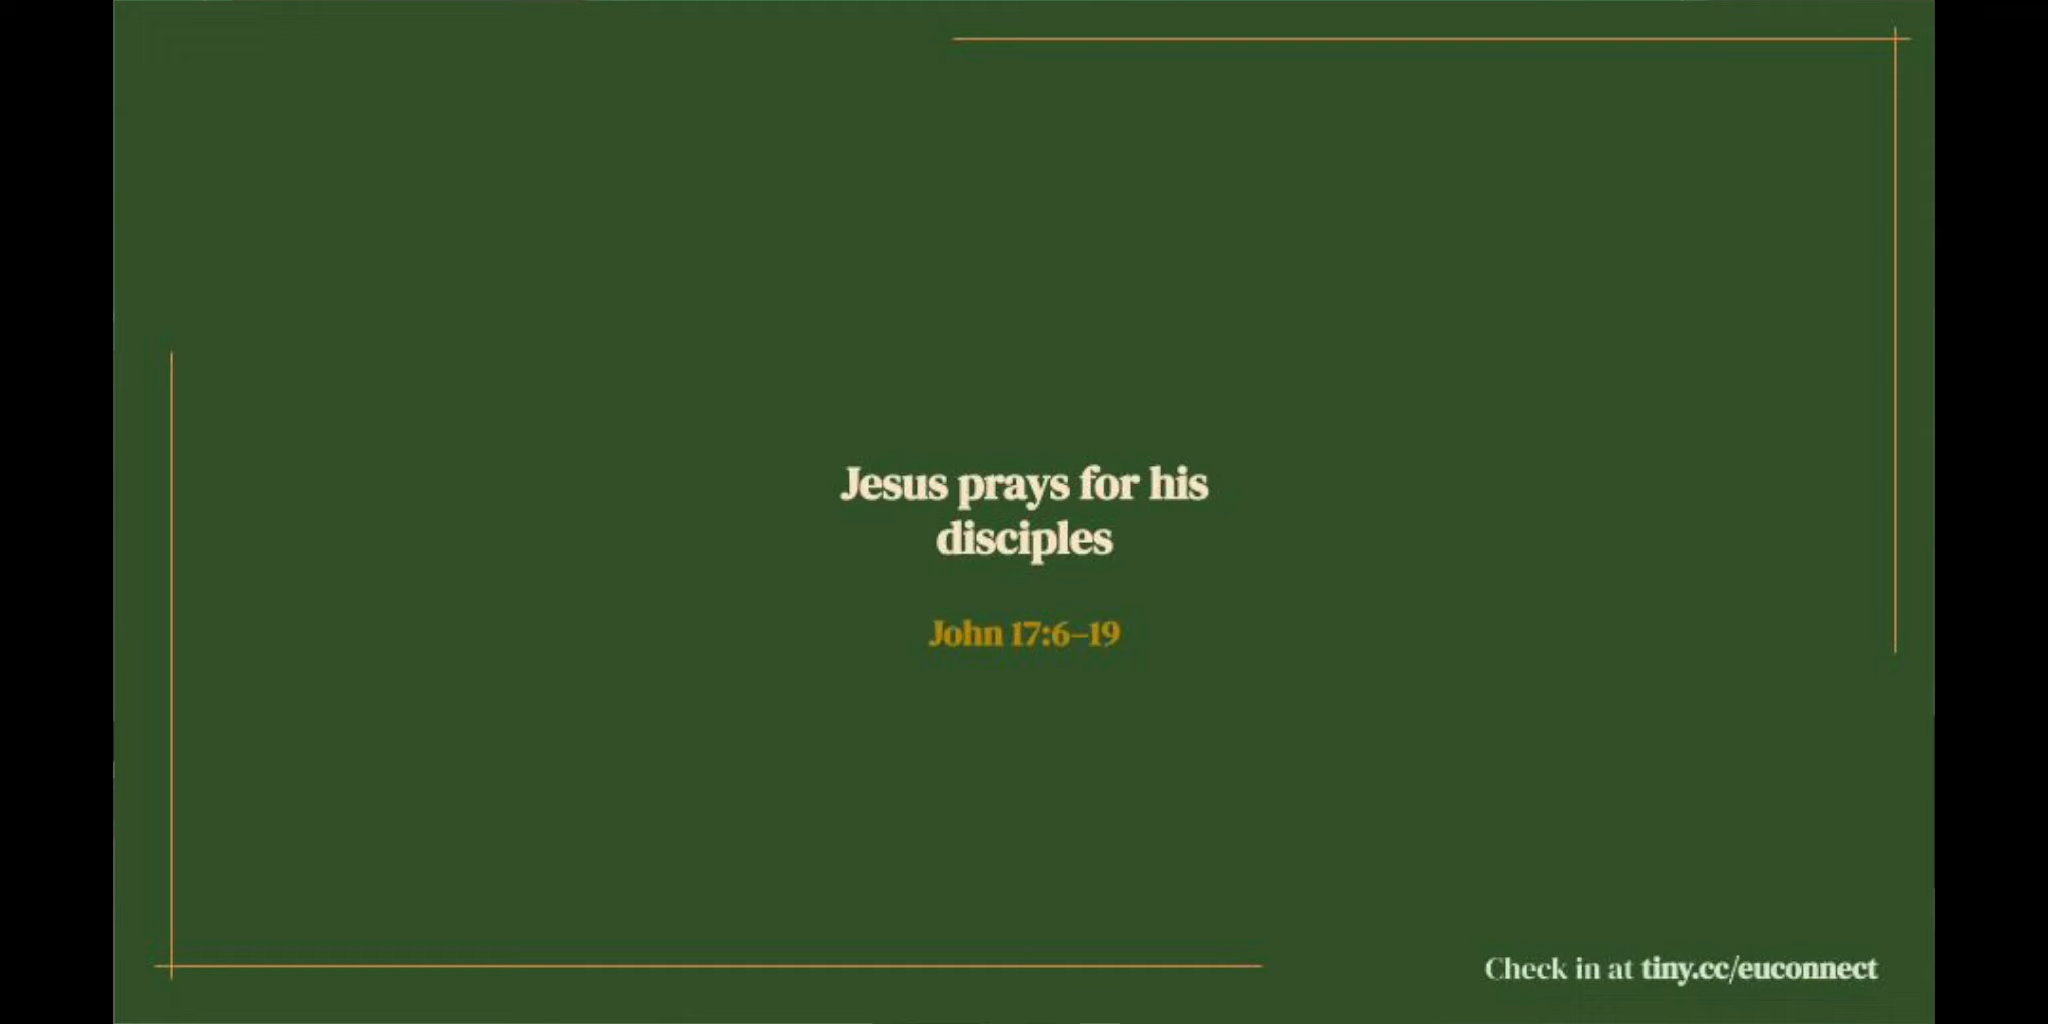 Jesus prays for his
disciples
John 17:6–19
Check in at tiny.cc/euconnect